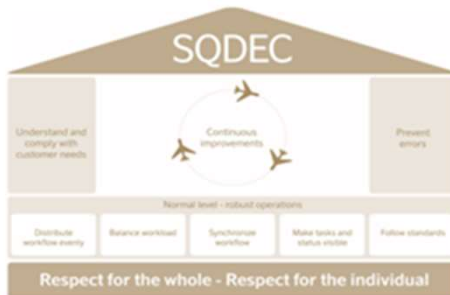 SQDEC
Understand and
comply with
customer needs
Continuous
improvements
Prevent
errors
Normal level - robust operations
Distribute
workflow evenly
Balance workload
Synchronize
workflow
Make tasks and
status visible
Follow standards
Respect for the whole - Respect for the individual